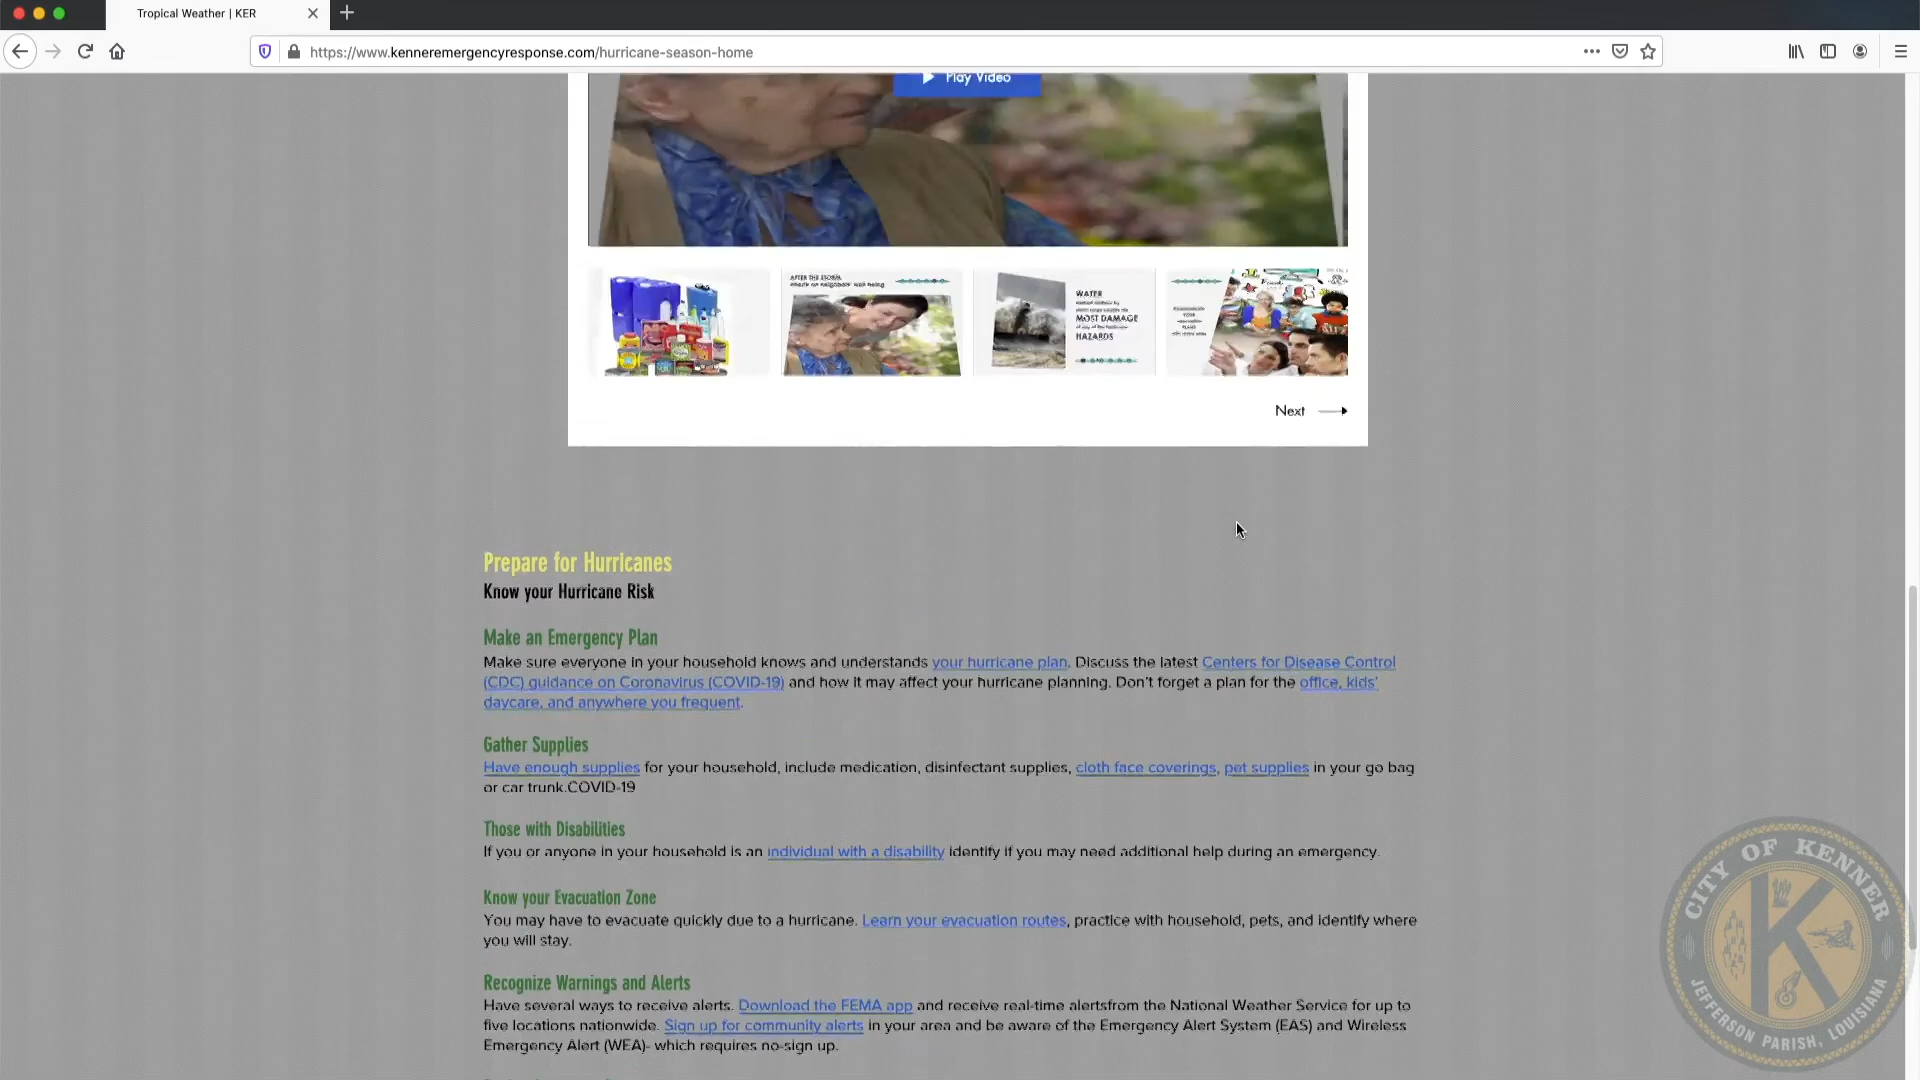 Tropical Weather | KER
https://www.kenneremergencyresponse.com/hurricane-season-home
Play Video
AFTER THE STORM,
check on neighbors' well being
WATER
MOST DAMAGE
HAZARDS
Next
Prepare for Hurricanes
Know your Hurricane Risk
Make an Emergency Plan
Make sure everyone in your household knows and understands your hurricane plan. Discuss the latest Centers for Disease Control
(CDC) guidance on Coronavirus (COVID-19) and how it may affect your hurricane planning. Don't forget a plan for the office, kids'
daycare, and anywhere you frequent.
Gather Supplies
Have enough supplies for your household, include medication, disinfectant supplies, cloth face coverings, pet supplies in your go bag
or car trunk.COVID-19
Those with Disabilities
If you or anyone in your household is an individual with a disability identify if you may need additional help during an emergency.
Know your Evacuation Zone
You may have to evacuate quickly due to a hurricane. Learn your evacuation routes, practice with household, pets, and identify where
you will stay.
Recognize Warnings and Alerts
Have several ways to receive alerts. Download the FEMA app and receive real-time alertsfrom the National Weather Service for up to
five locations nationwide. Sign up for community alerts in your area and be aware of the Emergency Alert System (EAS) and Wireless
Emergency Alert (WEA)- which requires no-sign up.
CITY OF KENNER
K
JEFFERSON PARISH, LOUISIANA